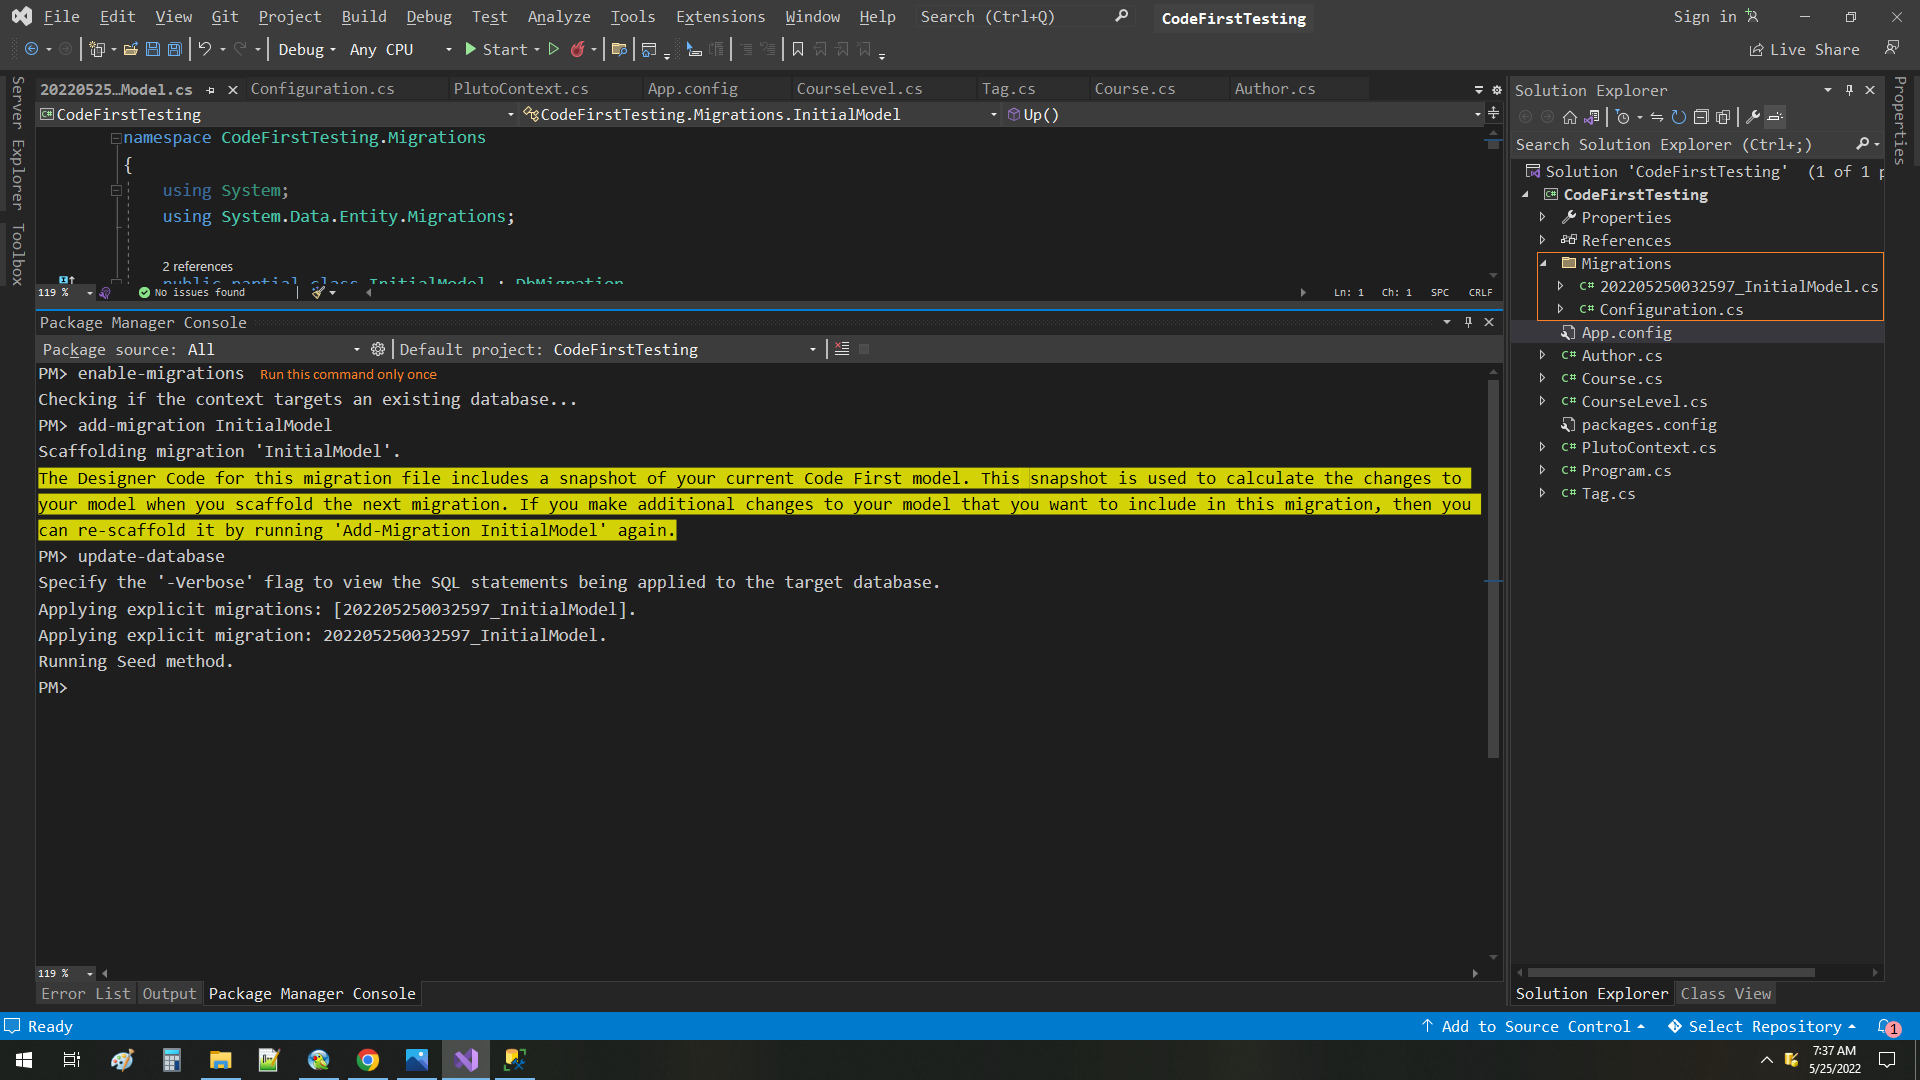 File Edit View Git Project Build Debug Test Analyze Tools Extensions Window Help Search (Ctrl+Q) CodeFirstTesting Sign in
Debug Any CPU Start Live Share
Server Explorer
Toolbox
20220525...Model.cs Configuration.cs PlutoContext.cs App.config CourseLevel.cs Tag.cs Course.cs Author.cs
CodeFirstTesting CodeFirstTesting.Migrations.InitialModel Up()
namespace CodeFirstTesting.Migrations
{
using System;
using System.Data.Entity.Migrations;
2 references
public partial class InitialModel : DbMigration
119 % No issues found Ln: 1 Ch: 1 SPC CRLF
Package Manager Console
Package source: All Default project: CodeFirstTesting
PM> enable-migrations Run this command only once
Checking if the context targets an existing database...
PM> add-migration InitialModel
Scaffolding migration 'InitialModel'.
The Designer Code for this migration file includes a snapshot of your current Code First model. This snapshot is used to calculate the changes to
your model when you scaffold the next migration. If you make additional changes to your model that you want to include in this migration, then you
can re-scaffold it by running 'Add-Migration InitialModel' again.
PM> update-database
Specify the '-Verbose' flag to view the SQL statements being applied to the target database.
Applying explicit migrations: [202205250032597_InitialModel].
Applying explicit migration: 202205250032597_InitialModel.
Running Seed method.
PM>
119 %
Error List Output Package Manager Console
Solution Explorer
Search Solution Explorer (Ctrl+;)
Solution 'CodeFirstTesting' (1 of 1 p
C# CodeFirstTesting
Properties
References
Migrations
C# 202205250032597_InitialModel.cs
C# Configuration.cs
App.config
C# Author.cs
C# Course.cs
C# CourseLevel.cs
packages.config
C# PlutoContext.cs
C# Program.cs
C# Tag.cs
Solution Explorer Class View
Properties
Ready Add to Source Control Select Repository 1
7:37 AM
5/25/2022